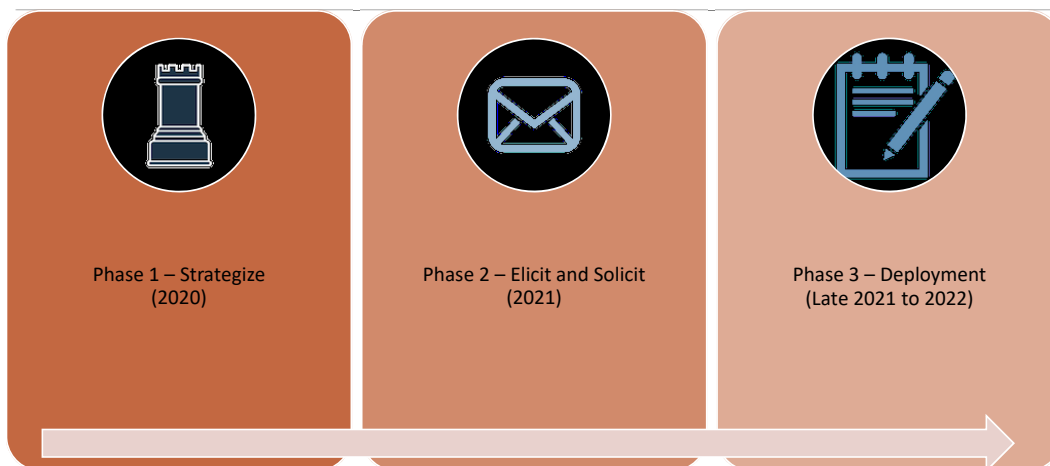 Phase 1 – Strategize
(2020)
Phase 2 – Elicit and Solicit
(2021)
Phase 3 – Deployment
(Late 2021 to 2022)